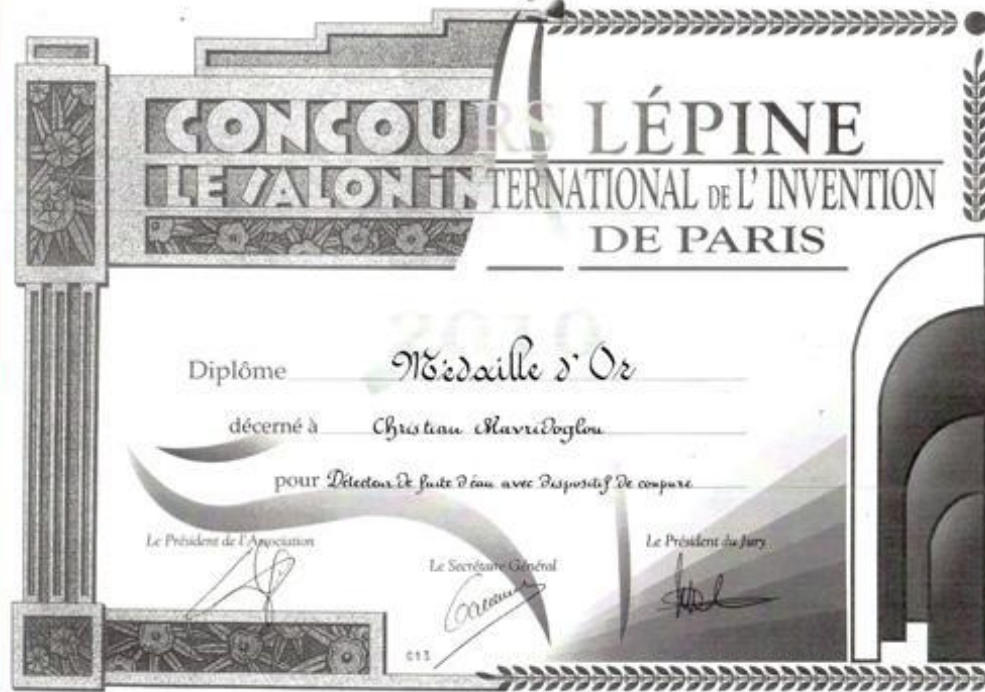 CONCOURS LÉPINE
LE SALON INTERNATIONAL DE L'INVENTION
DE PARIS
2010
Diplôme Médaille d'Or
décerné à Christian Mavridoglou
pour Détecteur de fuite d'eau avec dispositif de coupure
Le Président de l'Association
Le Secrétaire Général
Le Président du Jury